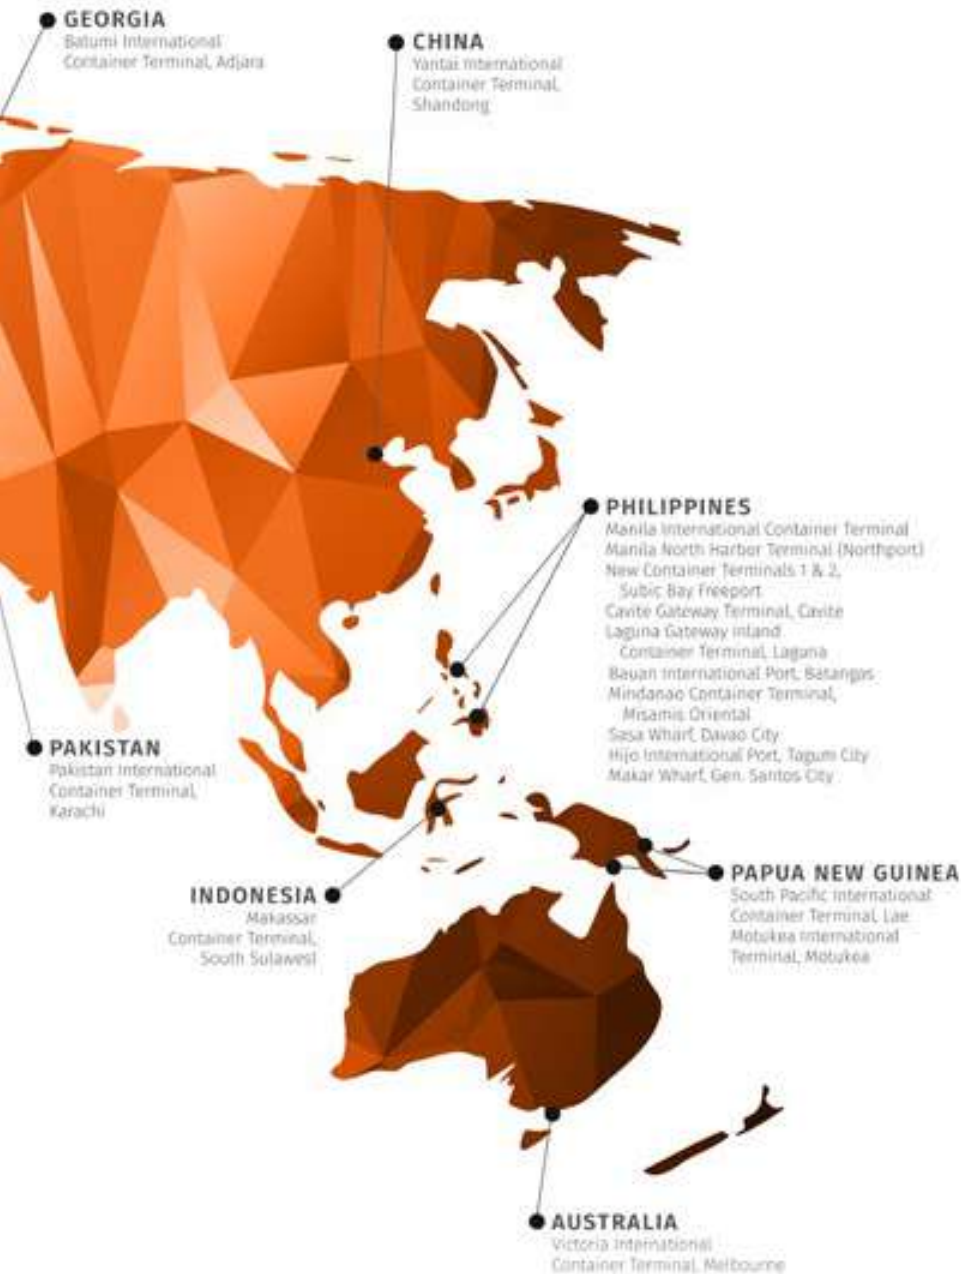 GEORGIA
Batumi International
Container Terminal, Adjara
CHINA
Yantai International
Container Terminal,
Shandong
PHILIPPINES
Manila International Container Terminal
Manila North Harbor Terminal (Northport)
New Container Terminals 1 & 2,
Subic Bay Freeport
Cavite Gateway Terminal, Cavite
Laguna Gateway Inland
Container Terminal, Laguna
Bauan International Port, Batangas
Mindanao Container Terminal,
Misamis Oriental
Sasa Wharf, Davao City
Hijo International Port, Tagum City
Makar Wharf, Gen. Santos City
PAKISTAN
Pakistan International
Container Terminal,
Karachi
INDONESIA
Makassar
Container Terminal,
South Sulawesi
PAPUA NEW GUINEA
South Pacific International
Container Terminal, Lae
Motukea International
Terminal, Motukea
AUSTRALIA
Victoria International
Container Terminal, Melbourne